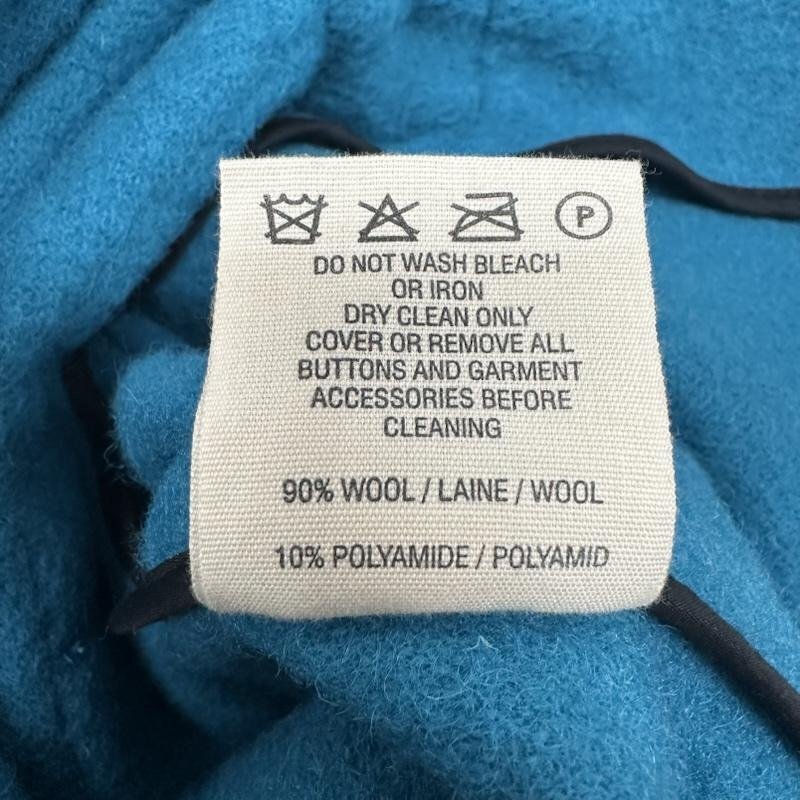 P
DO NOT WASH BLEACH
OR IRON
DRY CLEAN ONLY
COVER OR REMOVE ALL
BUTTONS AND GARMENT
ACCESSORIES BEFORE
CLEANING
90% WOOL / LAINE / WOOL
10% POLYAMIDE / POLYAMID